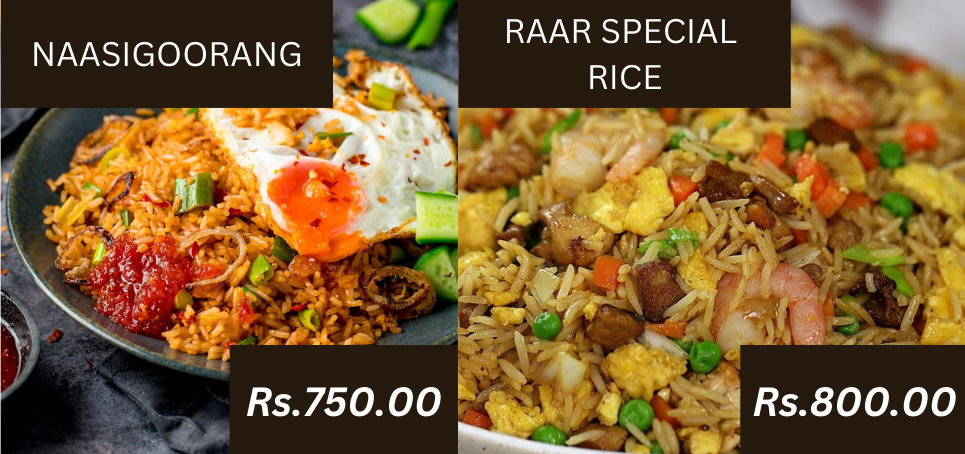 NAASIGOORANG
RAAR SPECIAL
RICE
Rs.750.00
Rs.800.00